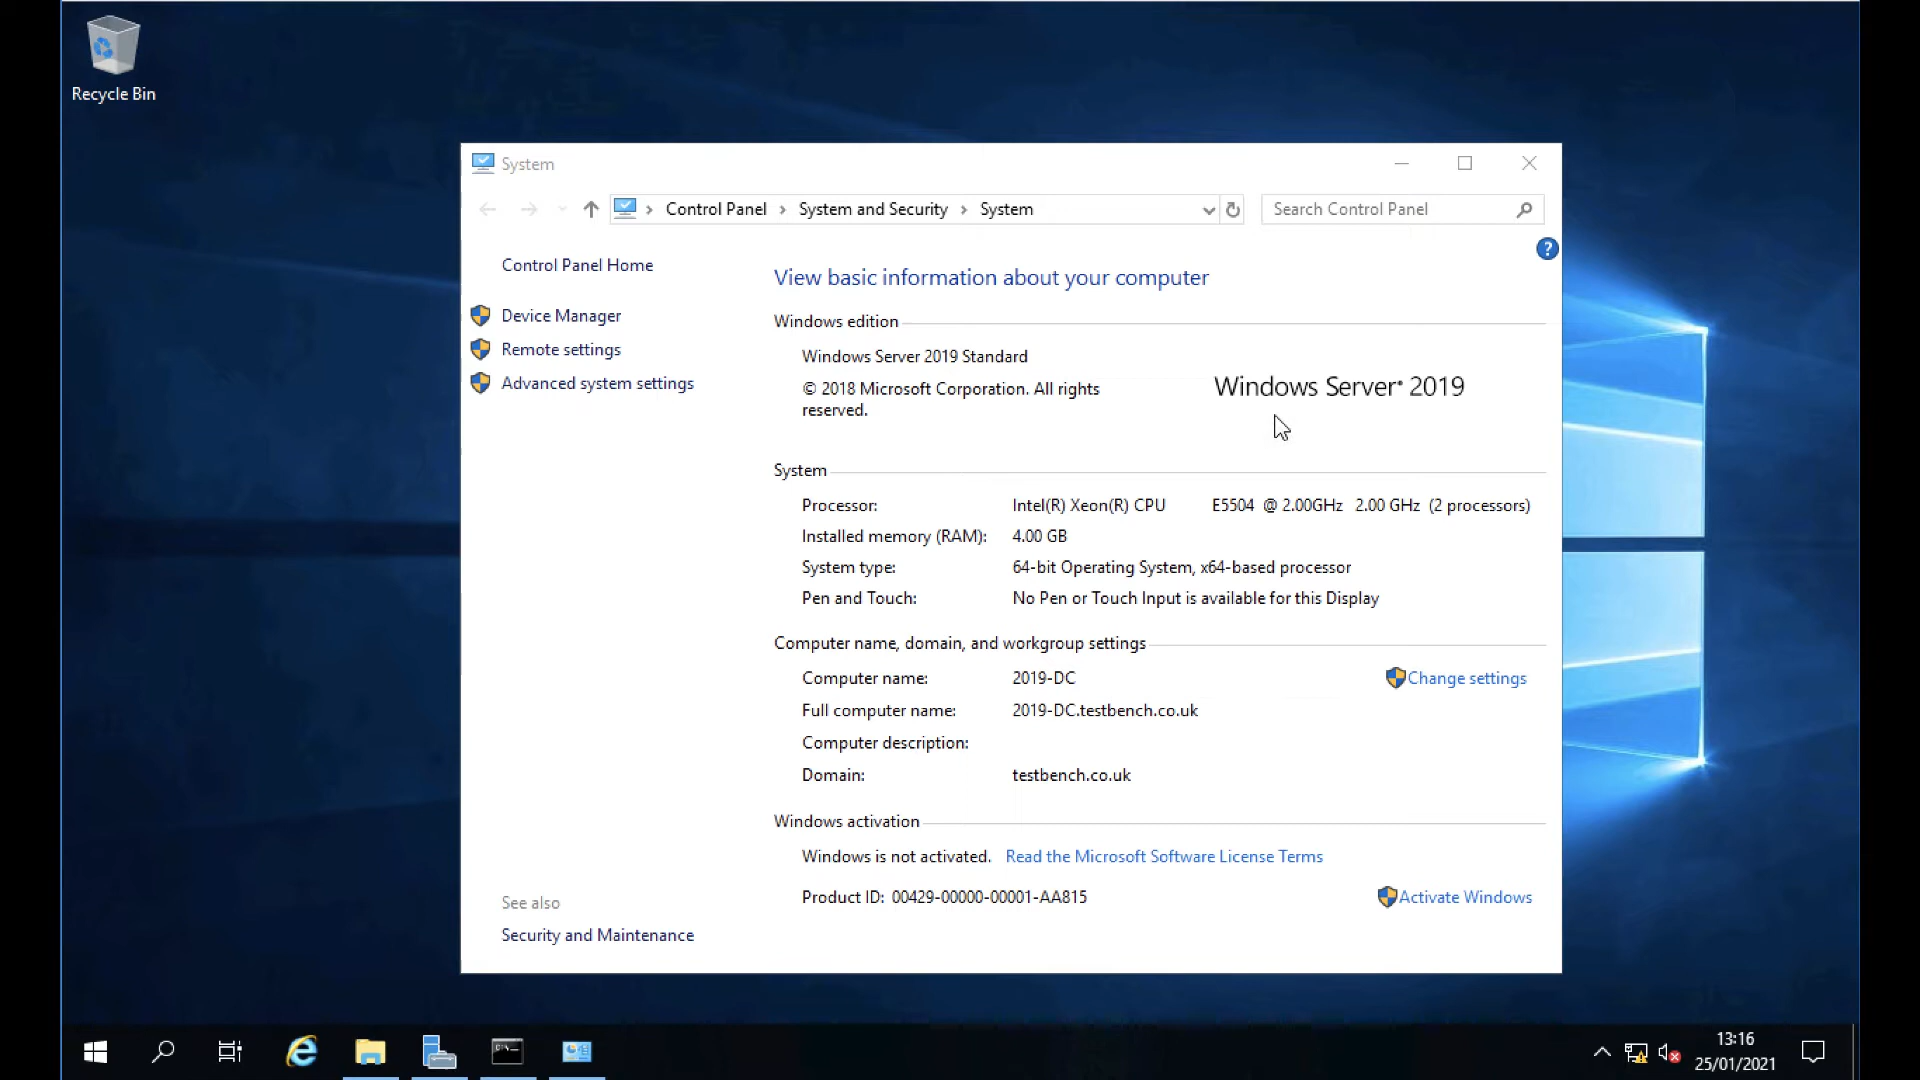 Recycle Bin
System
Control Panel
System and Security
System
Search Control Panel
?
Control Panel Home
Device Manager
Remote settings
Advanced system settings
See also
Security and Maintenance
View basic information about your computer
Windows edition
Windows Server 2019 Standard
© 2018 Microsoft Corporation. All rights
reserved.
Windows Server® 2019
System
Processor: Intel(R) Xeon(R) CPU E5504 @ 2.00GHz 2.00 GHz (2 processors)
Installed memory (RAM): 4.00 GB
System type: 64-bit Operating System, x64-based processor
Pen and Touch: No Pen or Touch Input is available for this Display
Computer name, domain, and workgroup settings
Computer name: 2019-DC Change settings
Full computer name: 2019-DC.testbench.co.uk
Computer description:
Domain: testbench.co.uk
Windows activation
Windows is not activated. Read the Microsoft Software License Terms
Product ID: 00429-00000-00001-AA815 Activate Windows
13:16
25/01/2021